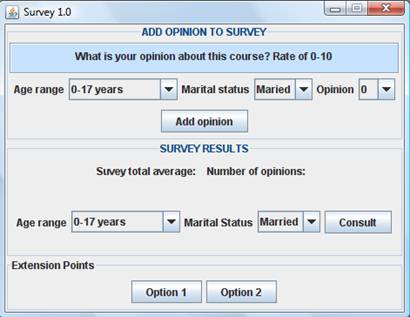 Survey 1.0
ADD OPINION TO SURVEY
What is your opinion about this course? Rate of 0-10
Age range 0-17 years Marital status Maried Opinion 0
Add opinion
SURVEY RESULTS
Suvey total average: Number of opinions:
Age range 0-17 years Marital Status Married Consult
Extension Points
Option 1 Option 2